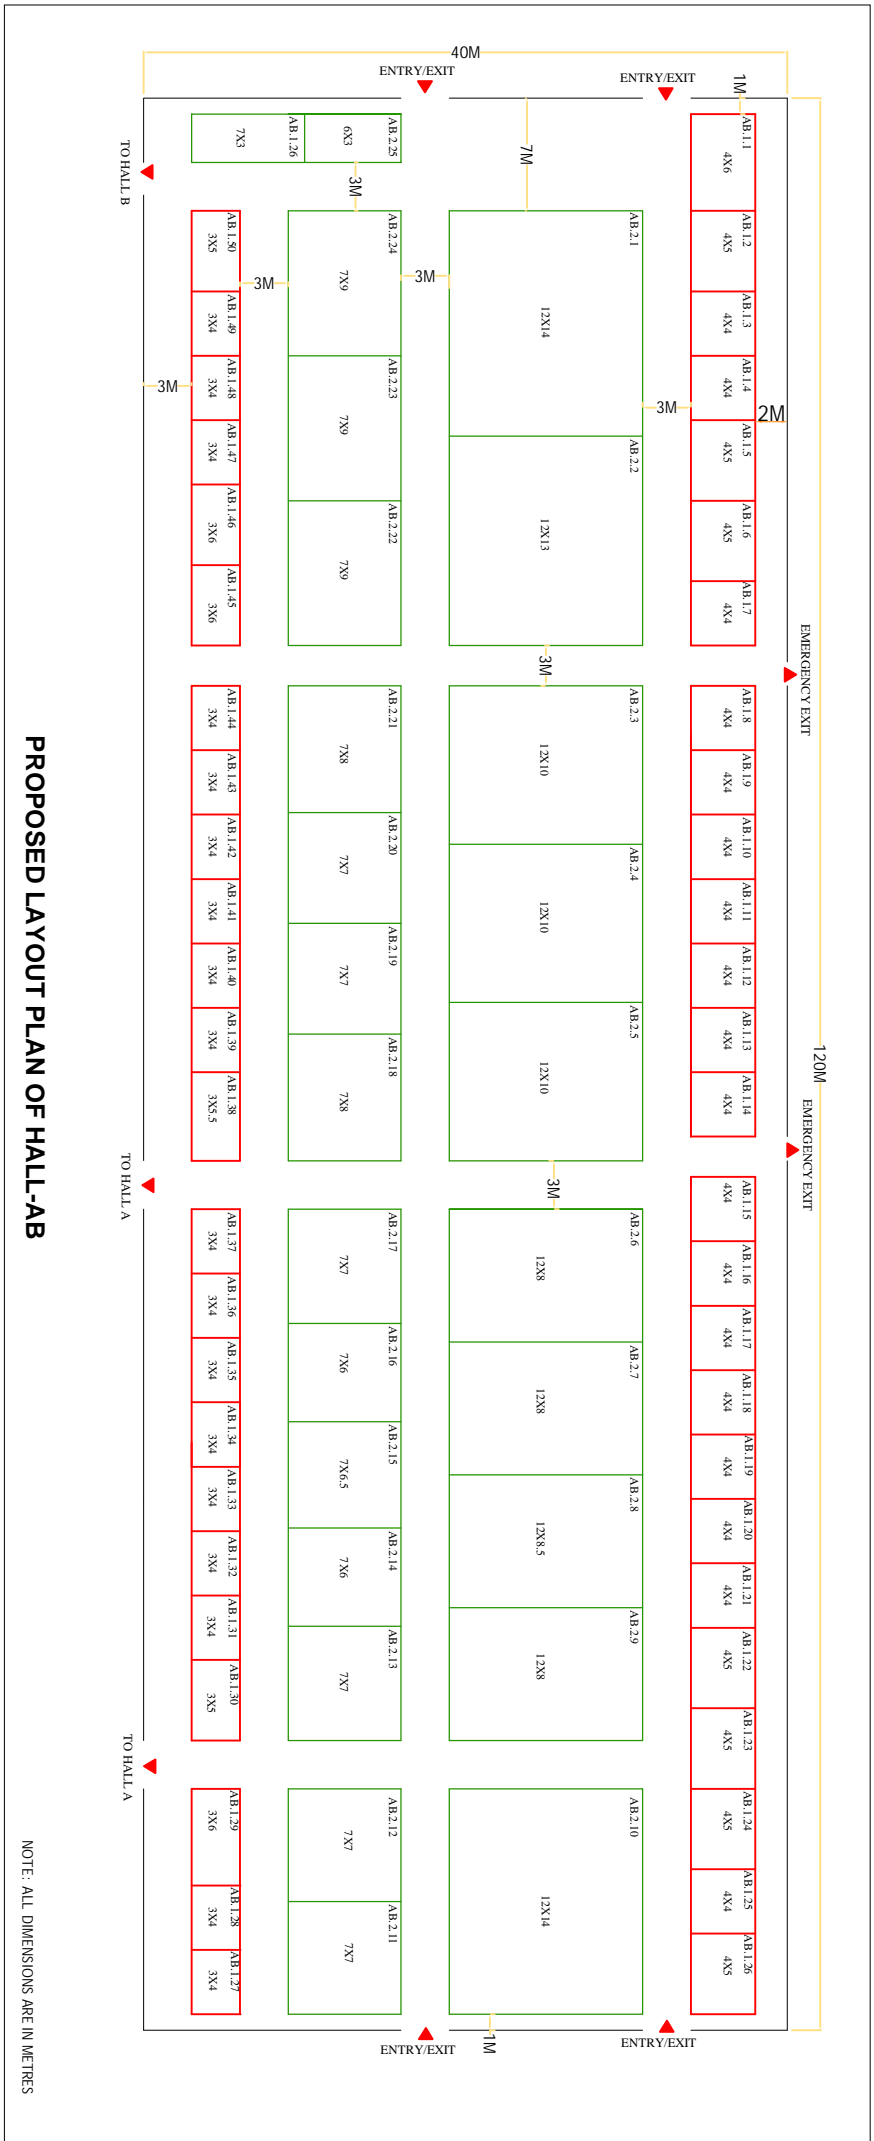 40M
ENTRY/EXIT
ENTRY/EXIT
1M
120M
7M
TO HALL B
AB.1.26
7X3
AB.2.25
6X3
3M
AB.1.1
4X6
AB.1.2
4X5
AB.1.3
4X4
AB.1.4
4X4
AB.1.5
4X5
AB.1.6
4X5
AB.1.7
4X4
2M
3M
EMERGENCY EXIT
AB.1.8
4X4
AB.1.9
4X4
AB.1.10
4X4
AB.1.11
4X4
AB.1.12
4X4
AB.1.13
4X4
AB.1.14
4X4
EMERGENCY EXIT
AB.1.15
4X4
AB.1.16
4X4
AB.1.17
4X4
AB.1.18
4X4
AB.1.19
4X4
AB.1.20
4X4
AB.1.21
4X4
AB.1.22
4X5
AB.1.23
4X5
AB.1.24
4X5
AB.1.25
4X4
AB.1.26
4X5
AB.2.1
12X14
AB.2.2
12X13
3M
AB.2.3
12X10
AB.2.4
12X10
AB.2.5
12X10
3M
AB.2.6
12X8
AB.2.7
12X8
AB.2.8
12X8.5
AB.2.9
12X8
AB.2.10
12X14
1M
3M
AB.2.24
7X9
AB.2.23
7X9
AB.2.22
7X9
AB.2.21
7X8
AB.2.20
7X7
AB.2.19
7X7
AB.2.18
7X8
AB.2.17
7X7
AB.2.16
7X6
AB.2.15
7X6.5
AB.2.14
7X6
AB.2.13
7X7
AB.2.12
7X7
AB.2.11
7X7
3M
AB.1.50
3X5
AB.1.49
3X4
AB.1.48
3X4
AB.1.47
3X4
AB.1.46
3X6
AB.1.45
3X6
AB.1.44
3X4
AB.1.43
3X4
AB.1.42
3X4
AB.1.41
3X4
AB.1.40
3X4
AB.1.39
3X4
AB.1.38
3X5.5
AB.1.37
3X4
AB.1.36
3X4
AB.1.35
3X4
AB.1.34
3X4
AB.1.33
3X4
AB.1.32
3X4
AB.1.31
3X4
AB.1.30
3X5
AB.1.29
3X6
AB.1.28
3X4
AB.1.27
3X4
3M
TO HALL A
TO HALL A
ENTRY/EXIT
ENTRY/EXIT
PROPOSED LAYOUT PLAN OF HALL-AB
NOTE: ALL DIMENSIONS ARE IN METRES